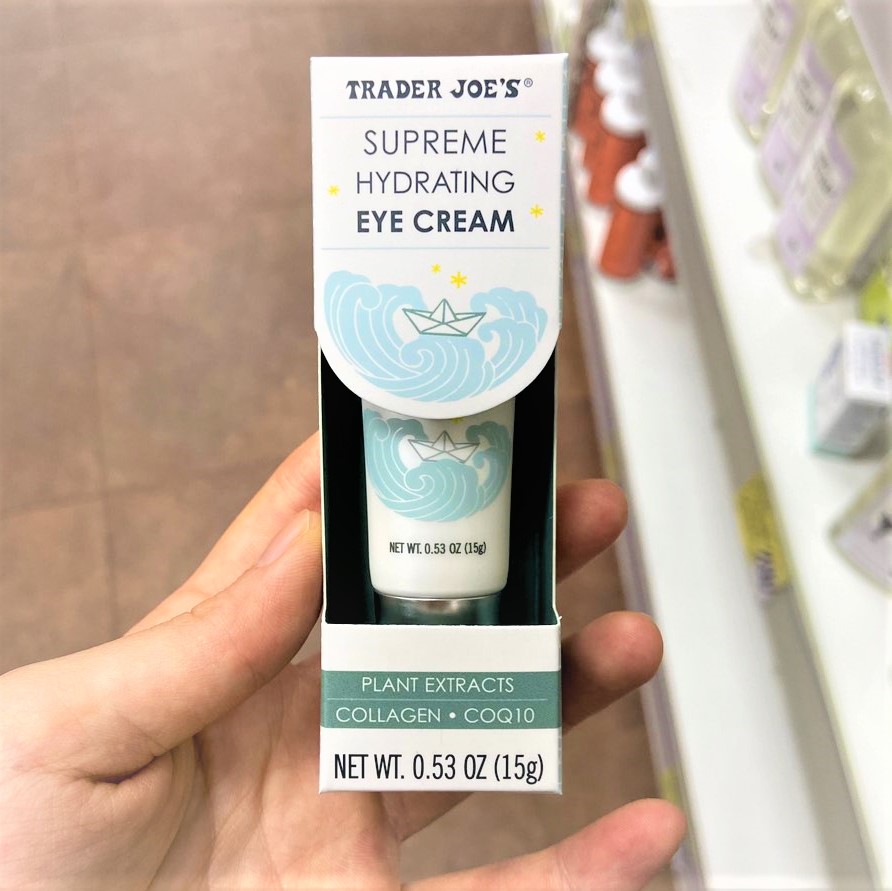 TRADER JOE'S®
SUPREME
HYDRATING
EYE CREAM
NET WT. 0.53 OZ (15g)
PLANT EXTRACTS
COLLAGEN • COQ10
NET WT. 0.53 OZ (15g)